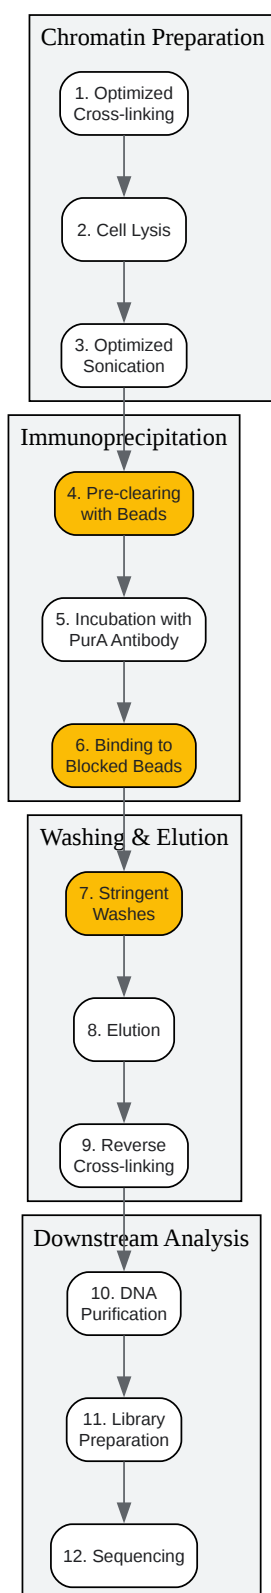 Chromatin Preparation
1. Optimized
Cross-linking
2. Cell Lysis
3. Optimized
Sonication
Immunoprecipitation
4. Pre-clearing
with Beads
5. Incubation with
PurA Antibody
6. Binding to
Blocked Beads
Washing & Elution
7. Stringent
Washes
8. Elution
9. Reverse
Cross-linking
Downstream Analysis
10. DNA
Purification
11. Library
Preparation
12. Sequencing